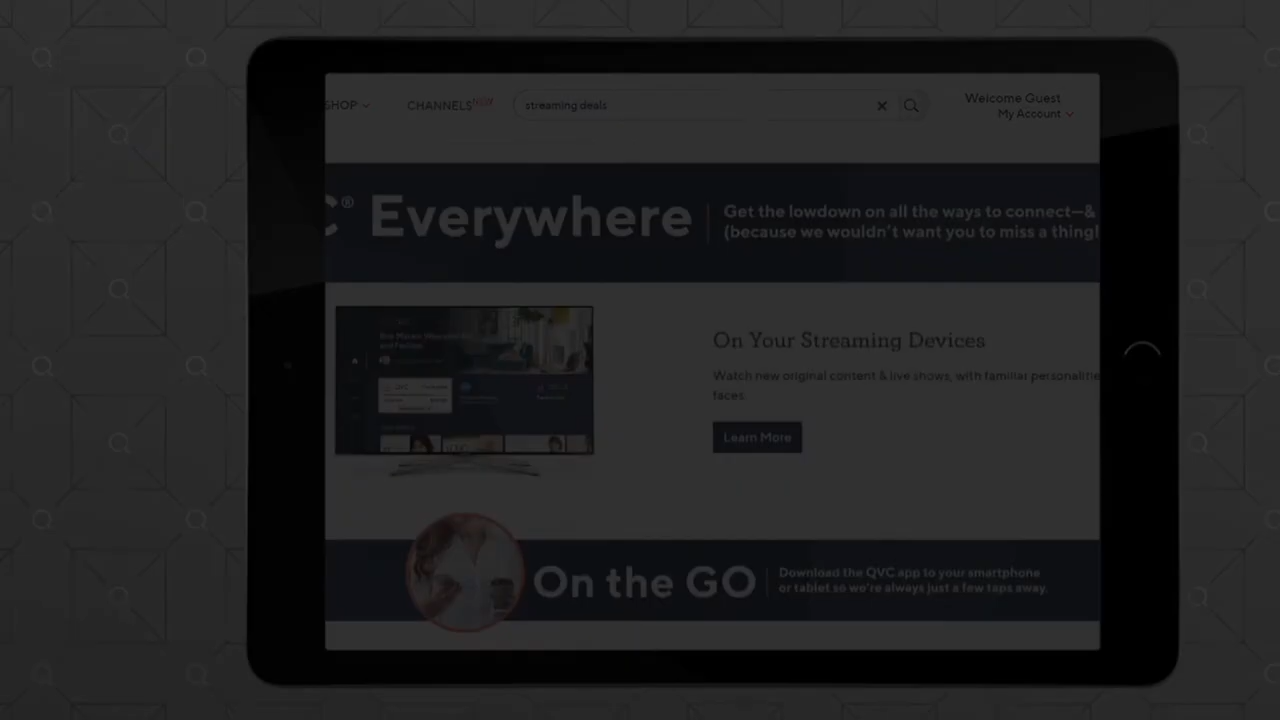 SHOP
CHANNELS NOW
streaming deals
Welcome Guest
My Account
® Everywhere
Get the lowdown on all the ways to connect—&
(because we wouldn't want you to miss a thing!
On Your Streaming Devices
Watch new original content & live shows, with familiar
faces.
Learn More
On the GO
Download the QVC app to your smartphone
or tablet so we're always just a few taps away.